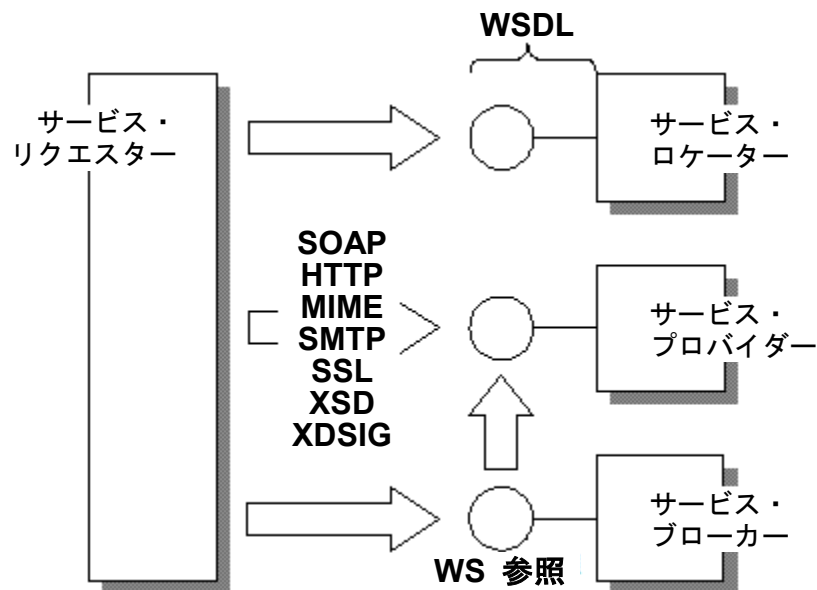 WSDL
サービス・
リクエスター
サービス・
ロケーター
SOAP
HTTP
MIME
SMTP
SSL
XSD
XDSIG
サービス・
プロバイダー
サービス・
ブローカー
WS 参照